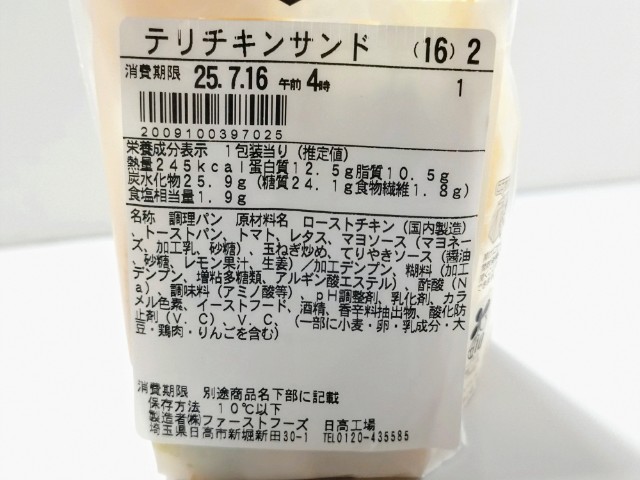 テリチキンサンド (16) 2
消費期限 25.7.16 午前 4時 1
2009100397025
栄養成分表示 1包装当り (推定値)
熱量245kcal蛋白質12.5g脂質10.5g
炭水化物25.9g(糖質24.1g食物繊維1.8g)
食塩相当量1.9g
名称 調理パン 原材料名 ローストチキン(国内製造)
、トーストパン、トマト、レタス、マヨソース(マヨネー
ズ、加工乳、砂糖)、玉ねぎ炒め、てりやきソース(醤油
、砂糖、レモン果汁、生姜)/加工デンプン、糊料(加工
デンプン、増粘多糖類、アルギン酸エステル)、酢酸(N
a)、調味料(アミノ酸等)、pH調整剤、乳化剤、カラ
メル色素、イーストフード、酒精、香辛料抽出物、酸化防
止剤(V.C)、V.C、(一部に小麦・卵・乳成分・大
豆・鶏肉・りんごを含む)
消費期限 別途商品名下部に記載
保存方法 10℃以下
製造者㈱ファーストフーズ 日高工場
埼玉県日高市新堀新田30-1 TEL0120-435585